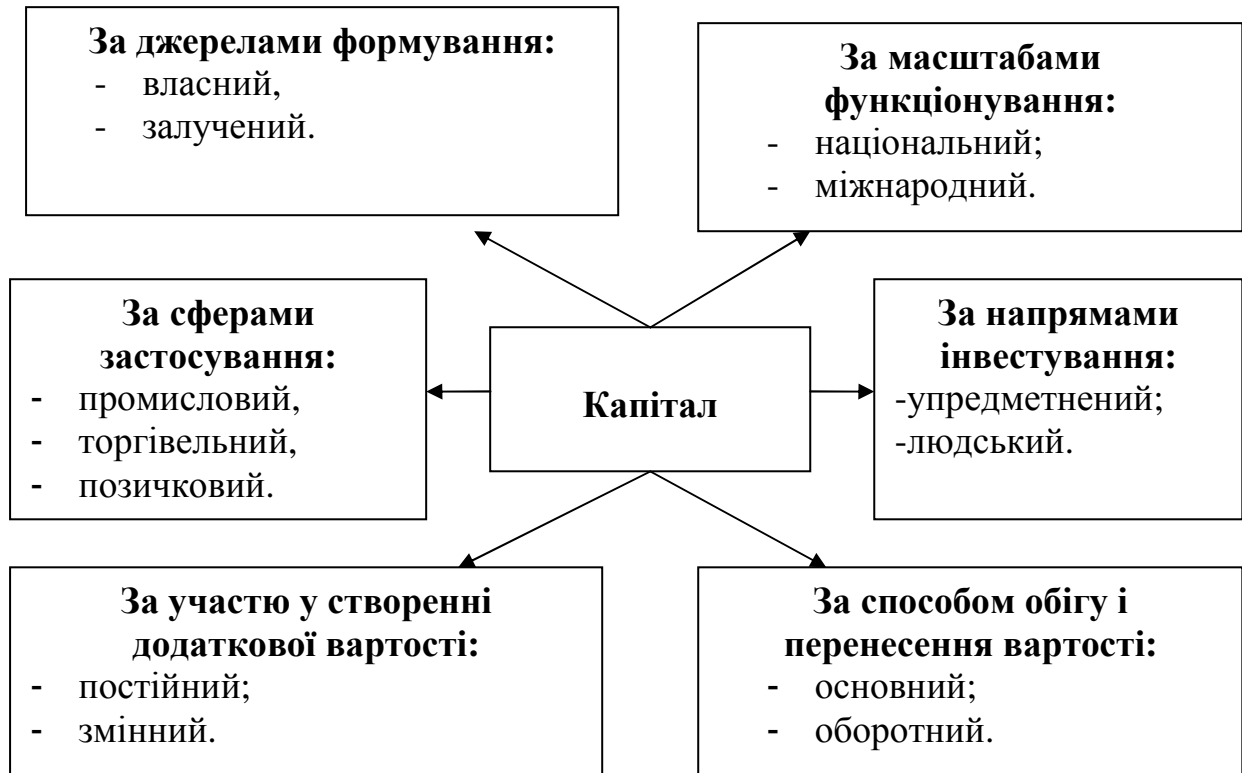 За джерелами формування:
- власний,
- залучений.
За масштабами
функціонування:
- національний;
- міжнародний.
За сферами
застосування:
- промисловий,
- торгівельний,
- позичковий.
Капітал
За напрямами
інвестування:
-упредметнений;
-людський.
За участю у створенні
додаткової вартості:
- постійний;
- змінний.
За способом обігу і
перенесення вартості:
- основний;
- оборотний.